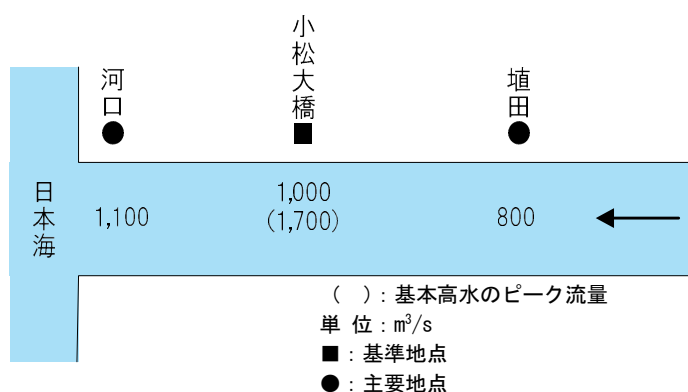 河口
小松大橋
埴田
日本海
1,100
1,000
(1,700)
800
(　):基本高水のピーク流量
単 位:m³/s
■:基準地点
●:主要地点